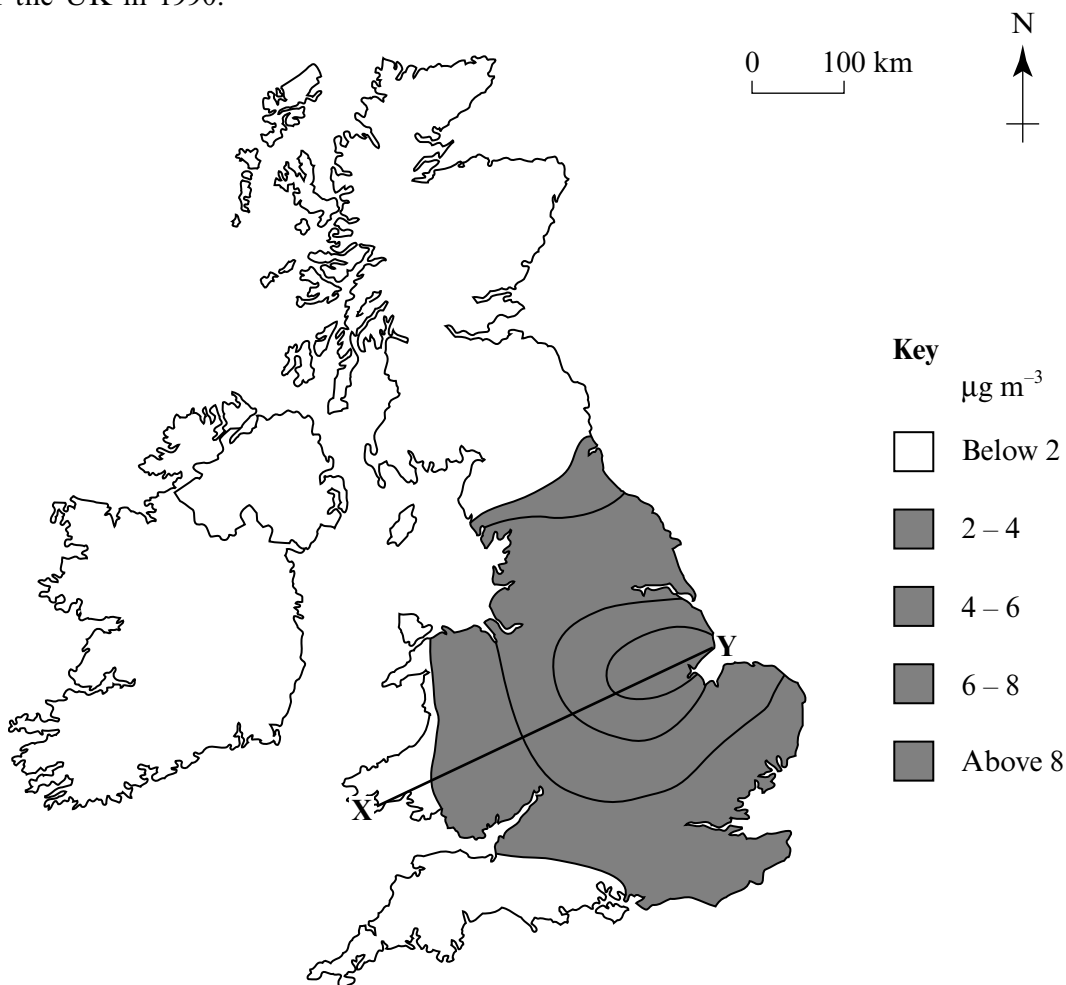 the UK in 1990.
N
0 100 km
Key
μg m⁻³
Below 2
2 – 4
4 – 6
6 – 8
Above 8
Y
X